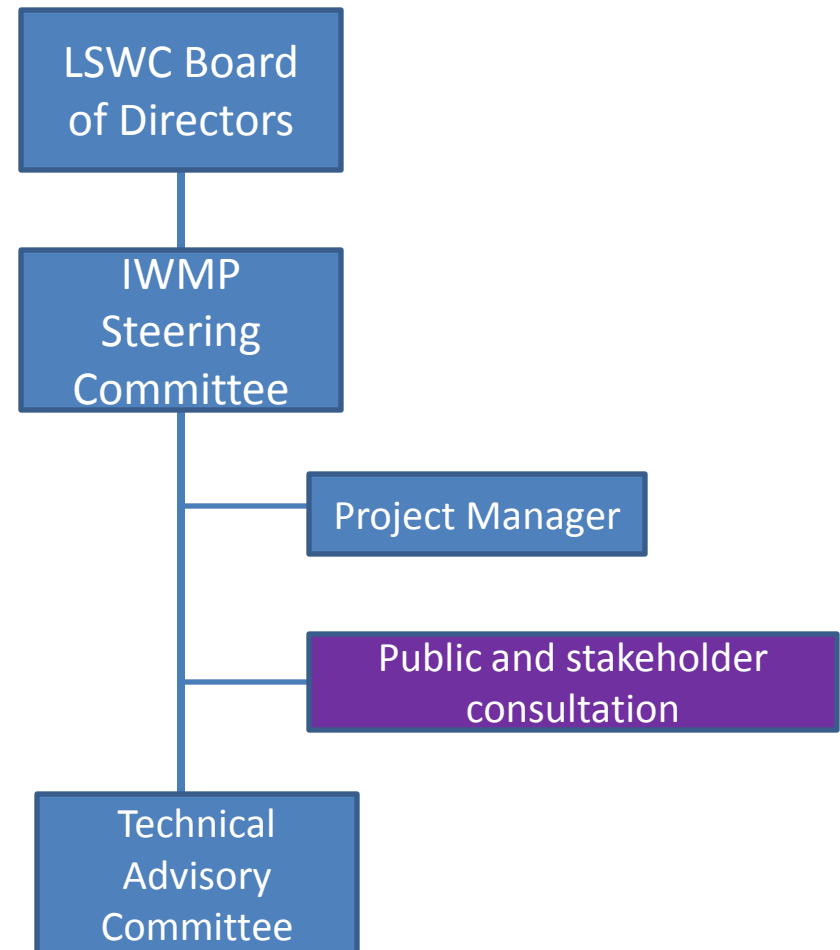 LSWC Board
of Directors
IWMP
Steering
Committee
Project Manager
Public and stakeholder
consultation
Technical
Advisory
Committee